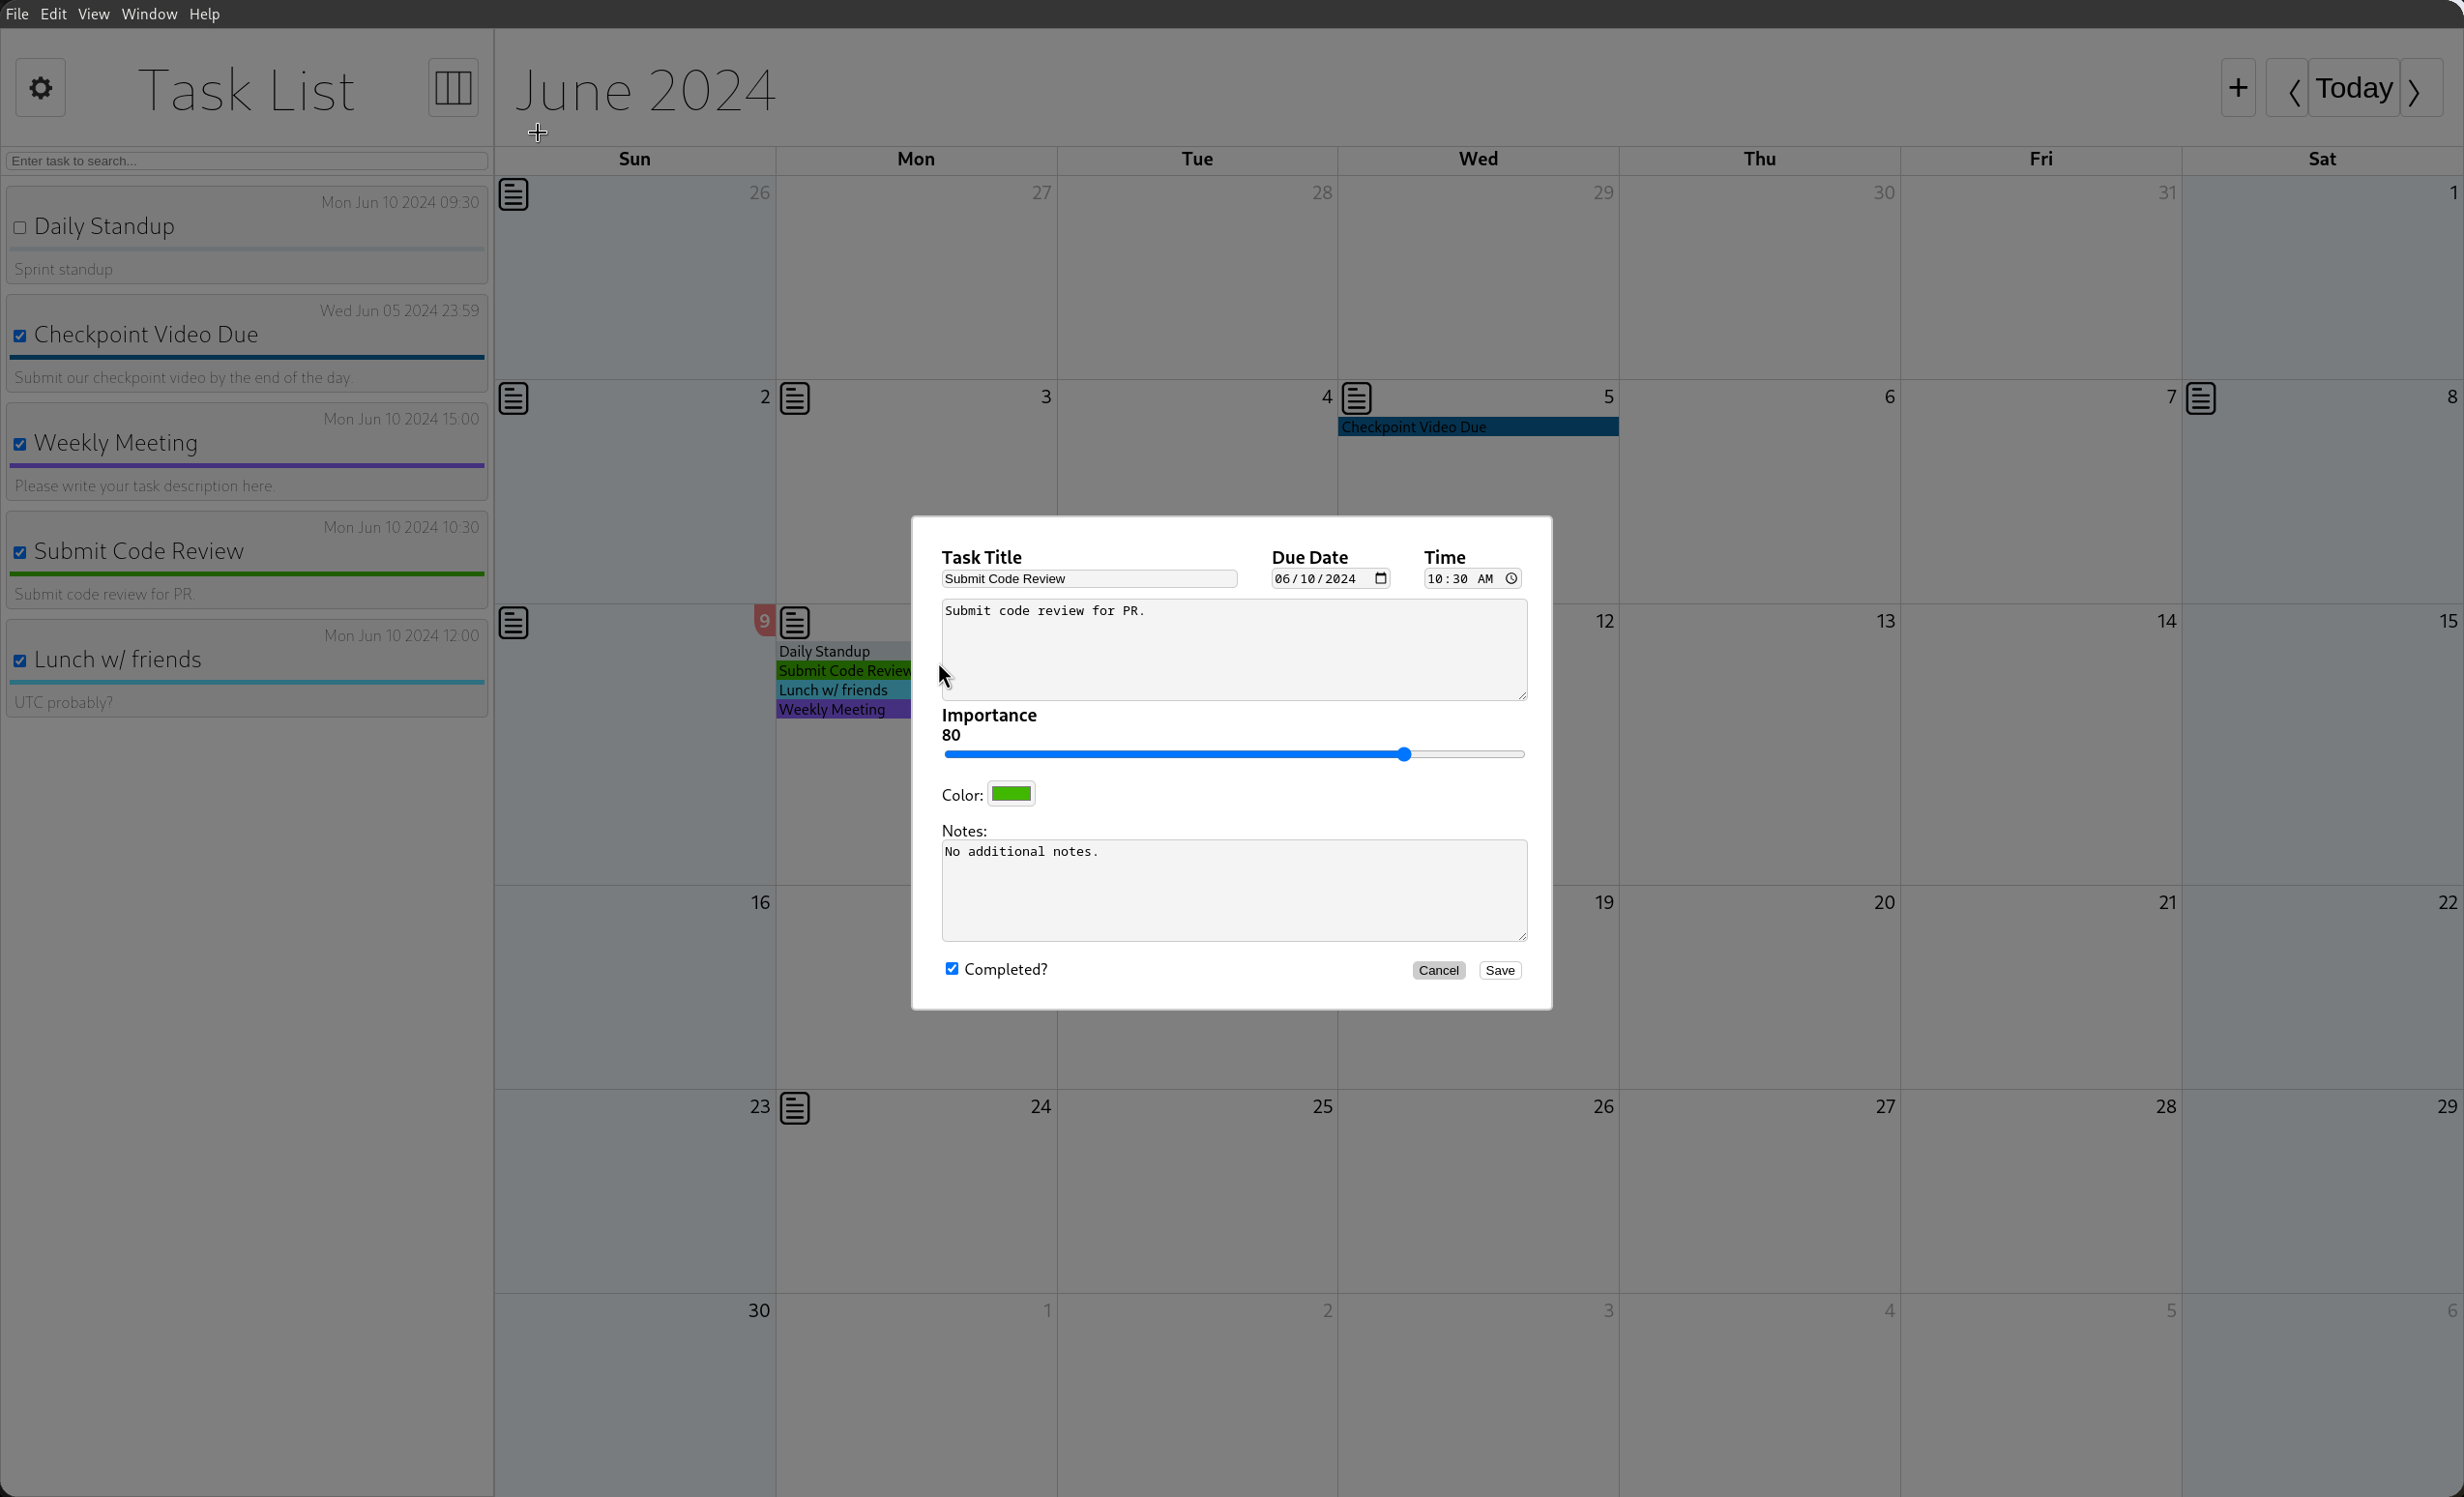 File Edit View Window Help
Task List
June 2024
+ Today
Enter task to search...
Sun Mon Tue Wed Thu Fri Sat
Mon Jun 10 2024 09:30
Daily Standup
Sprint standup
Wed Jun 05 2024 23:59
Checkpoint Video Due
Submit our checkpoint video by the end of the day.
Mon Jun 10 2024 15:00
Weekly Meeting
Please write your task description here.
Mon Jun 10 2024 10:30
Submit Code Review
Submit code review for PR.
Mon Jun 10 2024 12:00
Lunch w/ friends
UTC probably?
26 27 28 29 30 31 1
2 3 4 5 6 7 8
Checkpoint Video Due
9 12 13 14 15
Daily Standup
Submit Code Review
Lunch w/ friends
Weekly Meeting
16 19 20 21 22
23 24 25 26 27 28 29
30 1 2 3 4 5 6
Task Title Due Date Time
Submit Code Review 06/10/2024 10:30 AM
Submit code review for PR.
Importance
80
Color:
Notes:
No additional notes.
Completed? Cancel Save